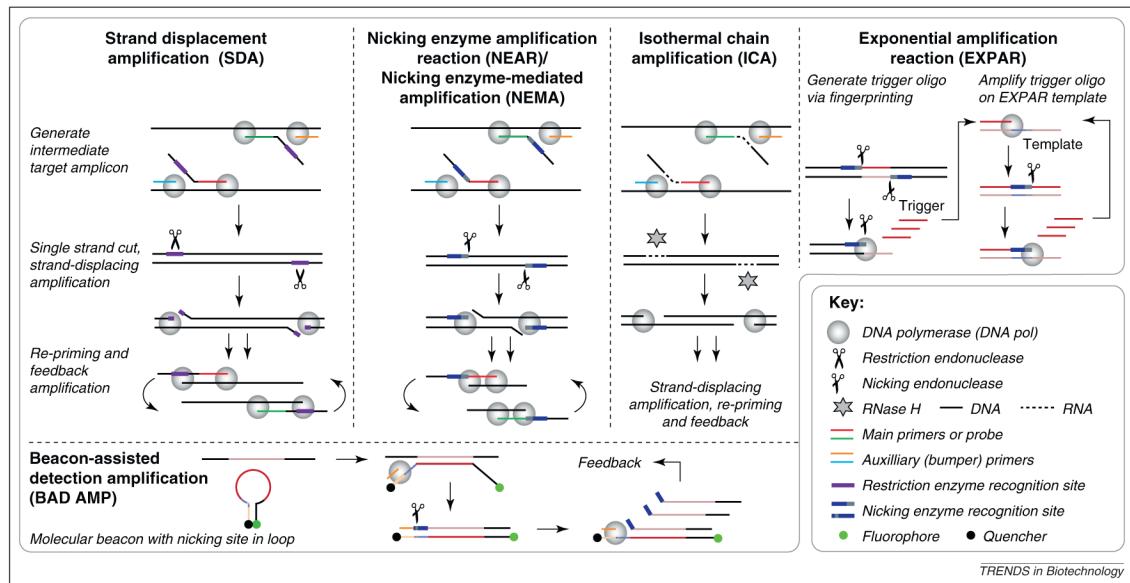 Strand displacement
amplification (SDA)
Generate
intermediate
target amplicon
Single strand cut,
strand-displacing
amplification
Re-priming and
feedback
amplification
Nicking enzyme amplification
reaction (NEAR)/
Nicking enzyme-mediated
amplification (NEMA)
Isothermal chain
amplification (ICA)
Strand-displacing
amplification, re-priming
and feedback
Exponential amplification
reaction (EXPAR)
Generate trigger oligo
via fingerprinting
Amplify trigger oligo
on EXPAR template
Template
Trigger
Beacon-assisted
detection amplification
(BAD AMP)
Molecular beacon with nicking site in loop
Feedback
Key:
DNA polymerase (DNA pol)
Restriction endonuclease
Nicking endonuclease
RNase H DNA RNA
Main primers or probe
Auxilliary (bumper) primers
Restriction enzyme recognition site
Nicking enzyme recognition site
Fluorophore Quencher
TRENDS in Biotechnology